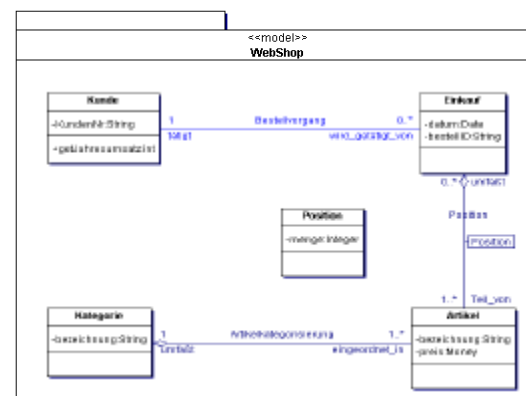 <<model>>
WebShop
Kunde
-KundenNr:String
+getJahresumsatz:int
1
Bestellvorgang
0..*
tätigt
wird_getätigt_von
Einkauf
-datum:Date
-bestellID:String
0..*
umfaßt
Position
Position
-menge:Integer
Position
1..*
Teil_von
Kategorie
-bezeichnung:String
1
Artikelkategorisierung
1..*
umfaßt
eingeordnet_in
Artikel
-bezeichnung:String
-preis:Money